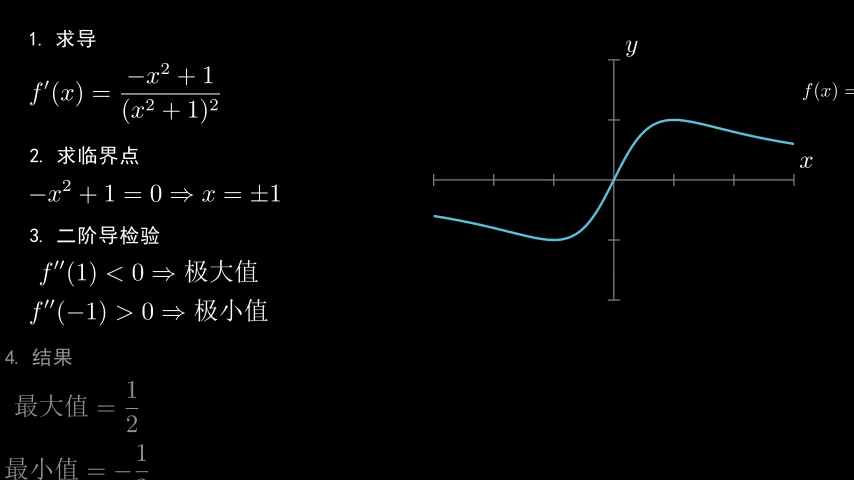 1. 求导
f′(x) = (−x² + 1)/(x² + 1)²
2. 求临界点
−x² + 1 = 0 ⇒ x = ±1
3. 二阶导检验
f″(1) < 0 ⇒ 极大值
f″(−1) > 0 ⇒ 极小值
4. 结果
最大值 = 1/2
最小值 = −1/
y
f(x) =
x